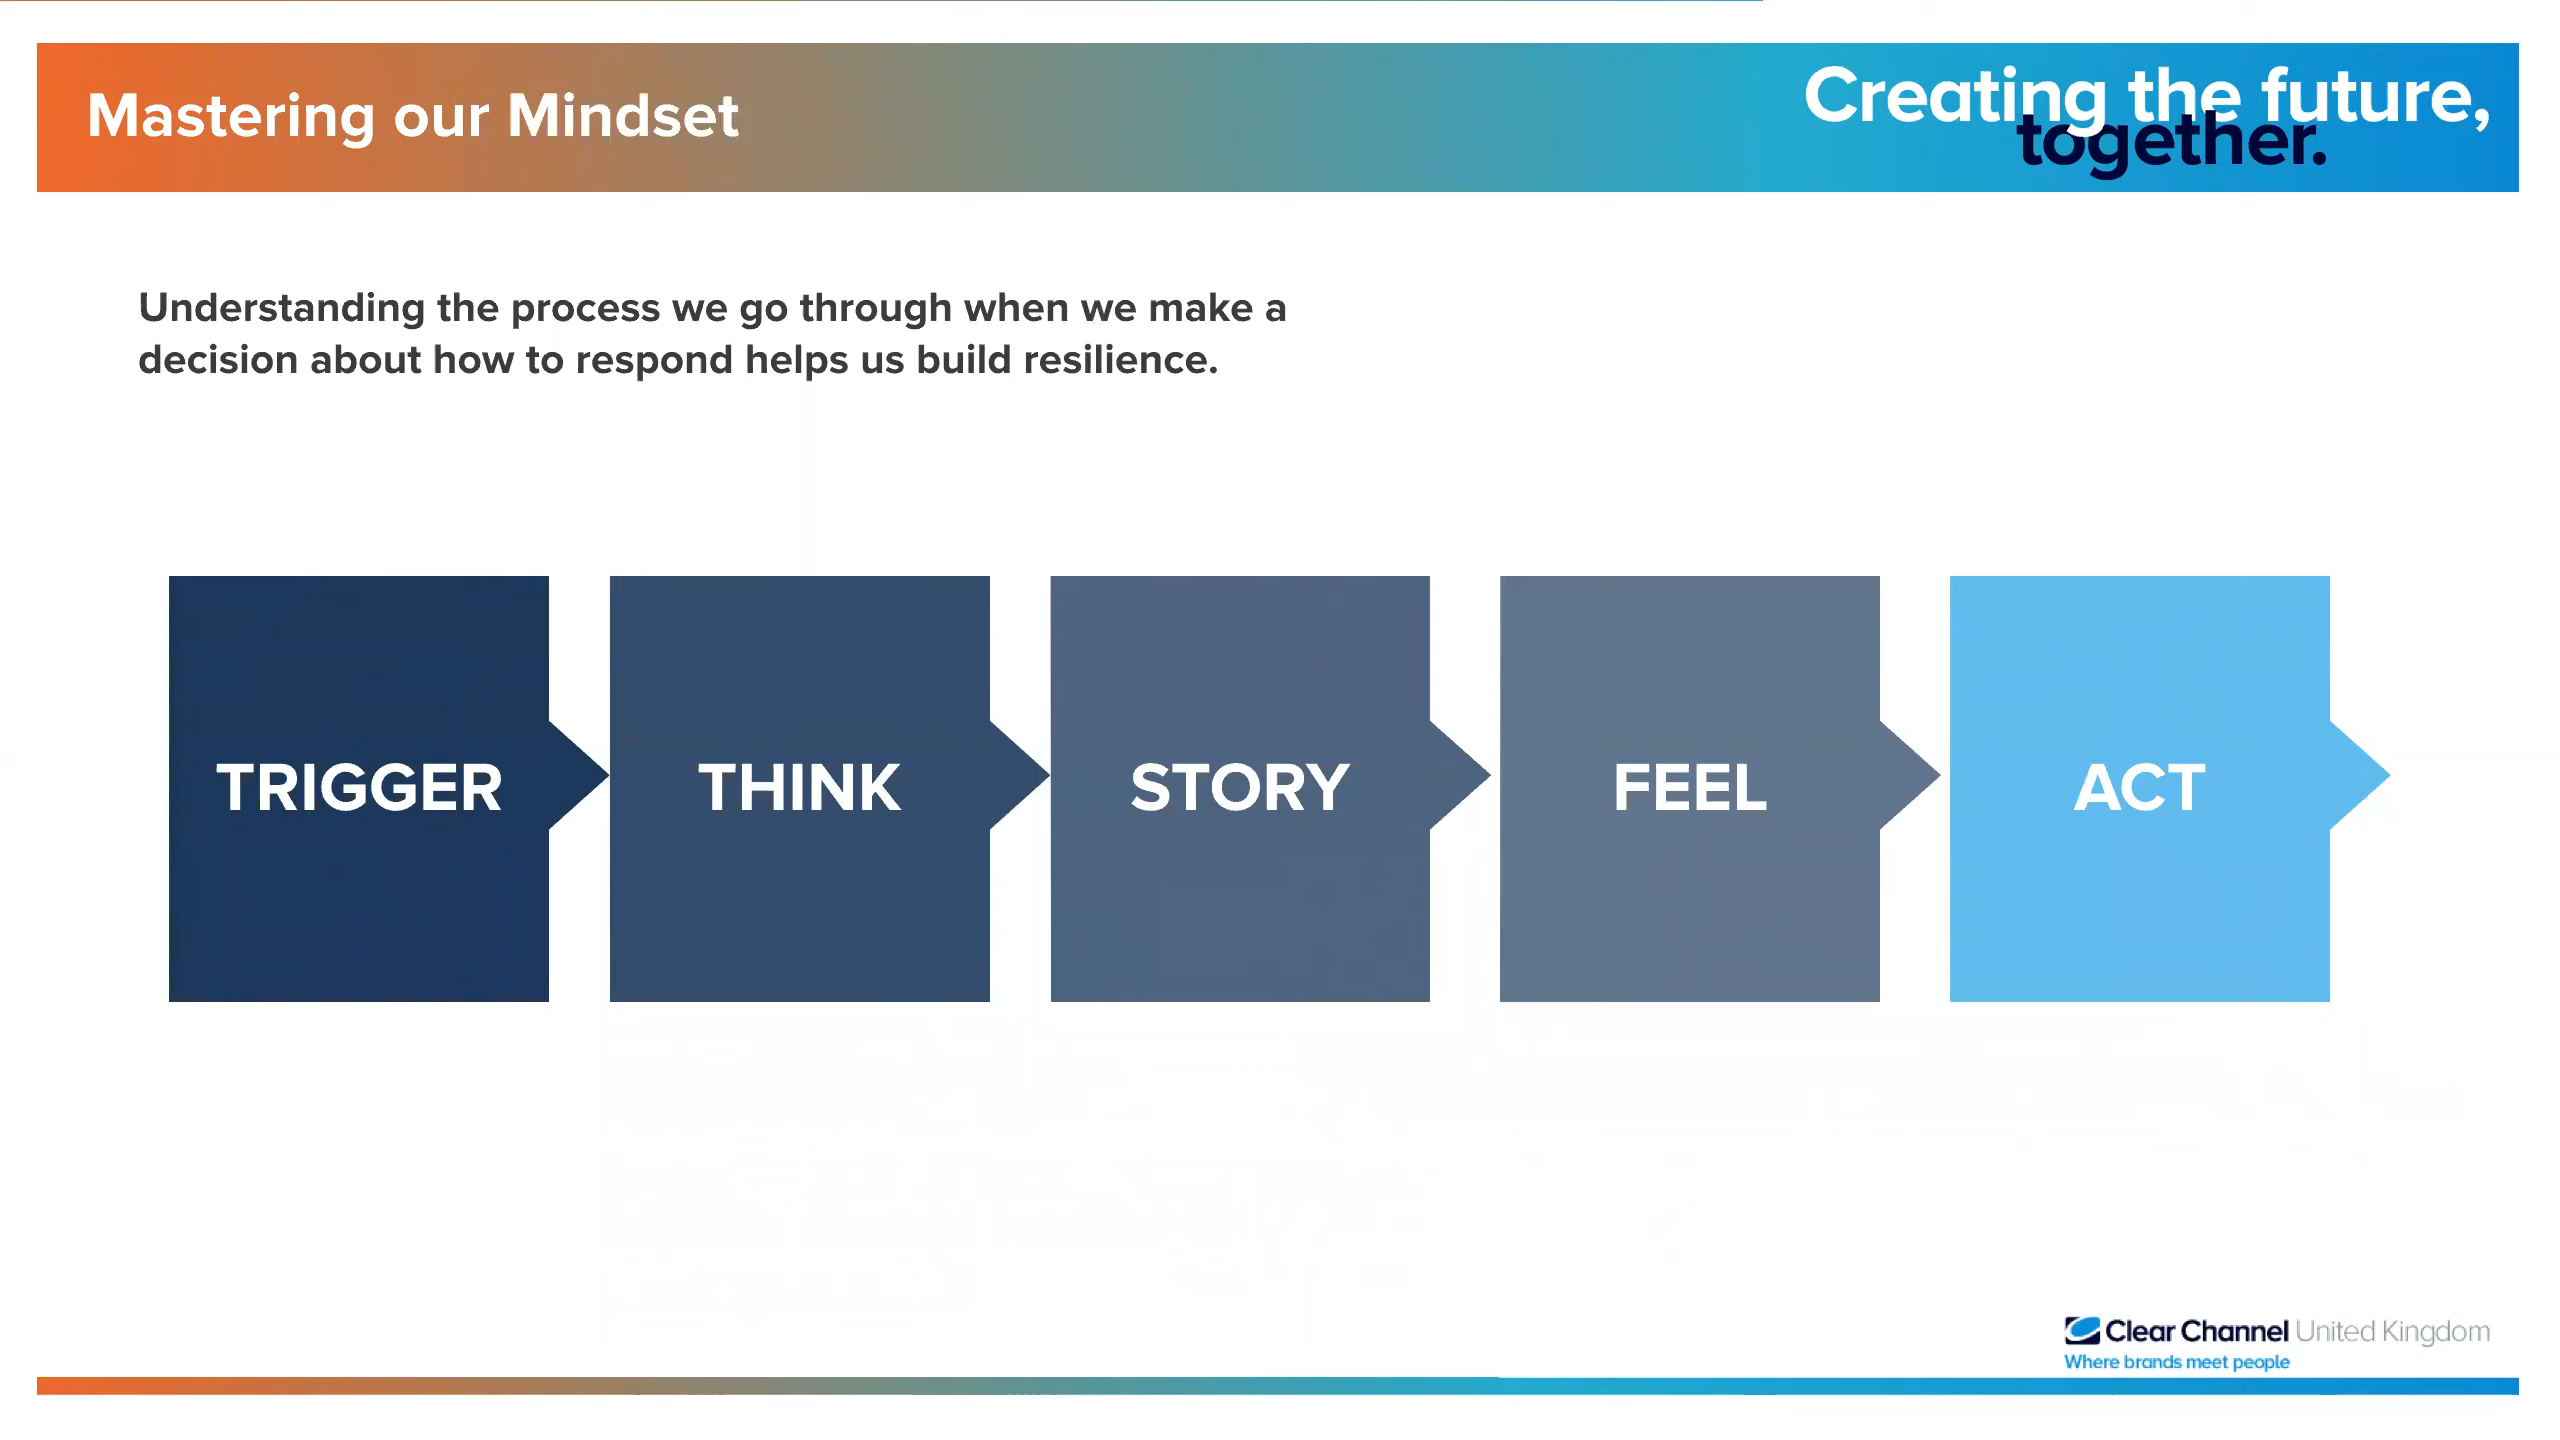 Mastering our Mindset
Creating the future,
together.
Understanding the process we go through when we make a
decision about how to respond helps us build resilience.
TRIGGER
THINK
STORY
FEEL
ACT
Clear Channel United Kingdom
Where brands meet people